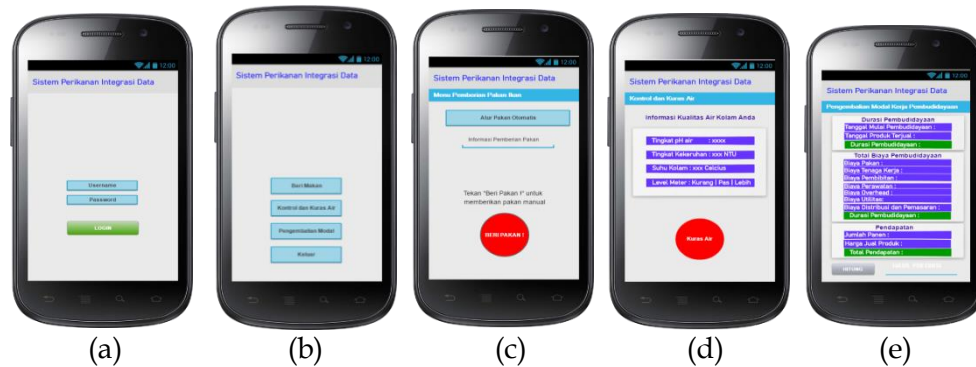 12:00
Sistem Perikanan Integrasi Data
Username
Password
LOGIN
(a)
12:00
Sistem Perikanan Integrasi Data
Beri Makan
Kontrol dan Kuras Air
Pengembalian Modal
Keluar
(b)
12:00
Sistem Perikanan Integrasi Data
Menu Pemberian Pakan Ikan
Atur Pakan Otomatis
Informasi Pemberian Pakan
Tekan "Beri Pakan !" untuk
memberikan pakan manual
BERI PAKAN !
(c)
12:00
Sistem Perikanan Integrasi Data
Kontrol dan Kuras Air
Informasi Kualitas Air Kolam Anda
Tingkat pH air : xxxx
Tingkat Kekeruhan : xxx NTU
Suhu Kolam : xxx Celcius
Level Meter : Kurang | Pas | Lebih
Kuras Air
(d)
12:00
Sistem Perikanan Integrasi Data
Pengembalian Modal Kerja Pembudidayaan
Durasi Pembudidayaan
Tanggal Mulai Pembudidayaan :
Tanggal Produk Terjual :
Durasi Pembudidayaan :
Total Biaya Pembudidayaan
Biaya Pakan :
Biaya Tenaga Kerja :
Biaya Pembibitan :
Biaya Perawatan :
Biaya Overhead :
Biaya Utilitas:
Biaya Distribusi dan Pemasaran :
Durasi Pembudidayaan :
Pendapatan
Jumlah Panen :
Harga Jual Produk :
Total Pendapatan :
HITUNG
(e)